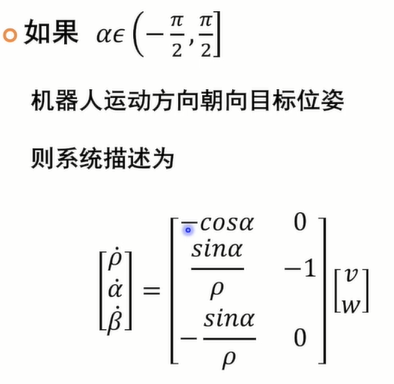 如果 αϵ(-π/2, π/2]
机器人运动方向朝向目标位姿
则系统描述为
[ρ̇ α̇ β̇] = [−cosα 0; sinα/ρ −1; −sinα/ρ 0] [v w]